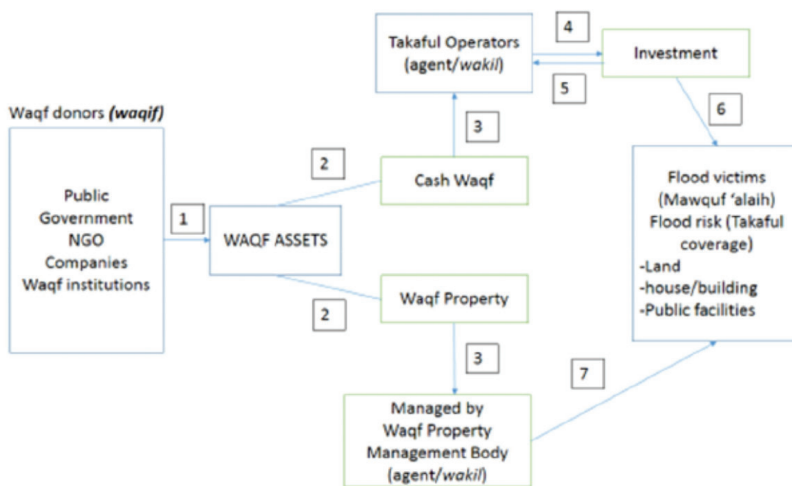 Waqf donors (waqif)
Public
Government
NGO
Companies
Waqf institutions
1
WAQF ASSETS
2
Cash Waqf
3
Takaful Operators
(agent/wakil)
4
5
Investment
6
Flood victims
(Mawquf ‘alaih)
Flood risk (Takaful
coverage)
-Land
-house/building
-Public facilities
2
Waqf Property
3
Managed by
Waqf Property
Management Body
(agent/wakil)
7